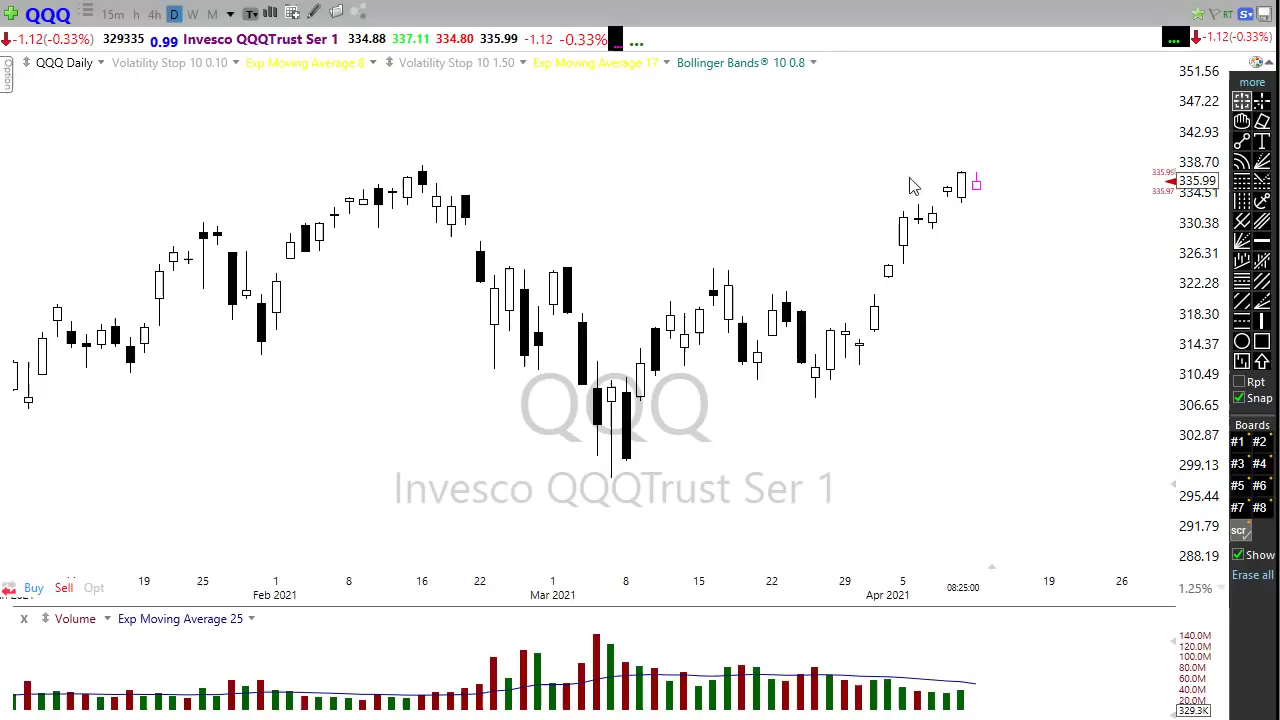 QQQ 15m h 4h D W M T
-1.12(-0.33%) 329335 0.99 Invesco QQQTrust Ser 1 334.88 337.11 334.80 335.99 -1.12 -0.33% ... ... -1.12(-0.33%)
RT S
Option
QQQ Daily Volatility Stop 10 0.10 Exp Moving Average 8 Volatility Stop 10 1.50 Exp Moving Average 17 Bollinger Bands® 10 0.8
351.56
347.22
342.93
338.70
335.99
335.99
335.97
334.51
330.38
326.31
322.28
318.30
314.37
310.49
306.65
302.87
299.13
295.44
291.79
288.19
QQQ
Invesco QQQTrust Ser 1
more
T
Rpt
Snap
Boards
#1 #2
#3 #4
#5 #6
#7 #8
scr
Show
Erase all
19 25 1 8 16 22 1 8 15 22 29 5 19 26
Buy Sell Opt
Feb 2021 Mar 2021 Apr 2021 08:25:00
1.25%
x Volume Exp Moving Average 25
140.0M
120.0M
100.0M
80.0M
60.0M
40.0M
20.0M
329.3K